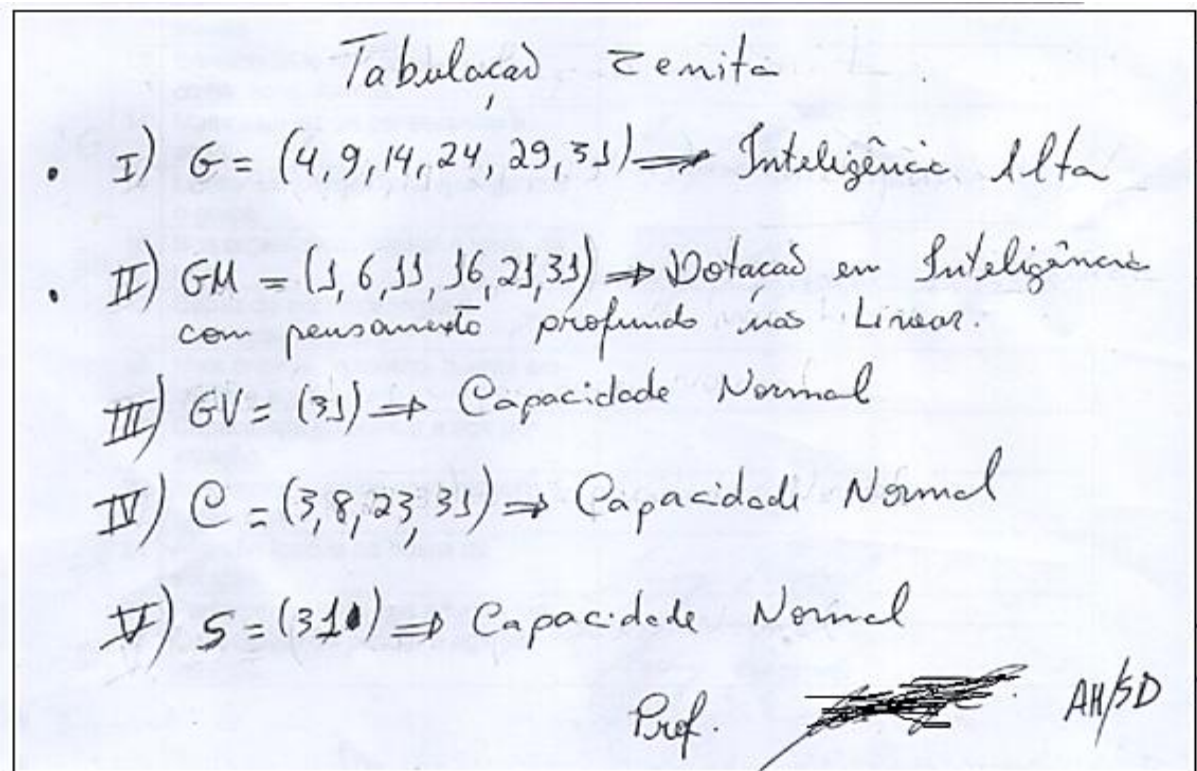 Tabulação Zenita
• I) G = (4, 9, 14, 24, 29, 31) ⇒ Inteligência Alta
• II) GM = (1, 6, 11, 16, 21, 31) ⇒ Dotação em Inteligência
com pensamento profundo não Linear.
III) GV = (31) ⇒ Capacidade Normal
IV) C = (3, 8, 23, 31) ⇒ Capacidade Normal
V) S = (31) ⇒ Capacidade Normal
Prof. AH/SD